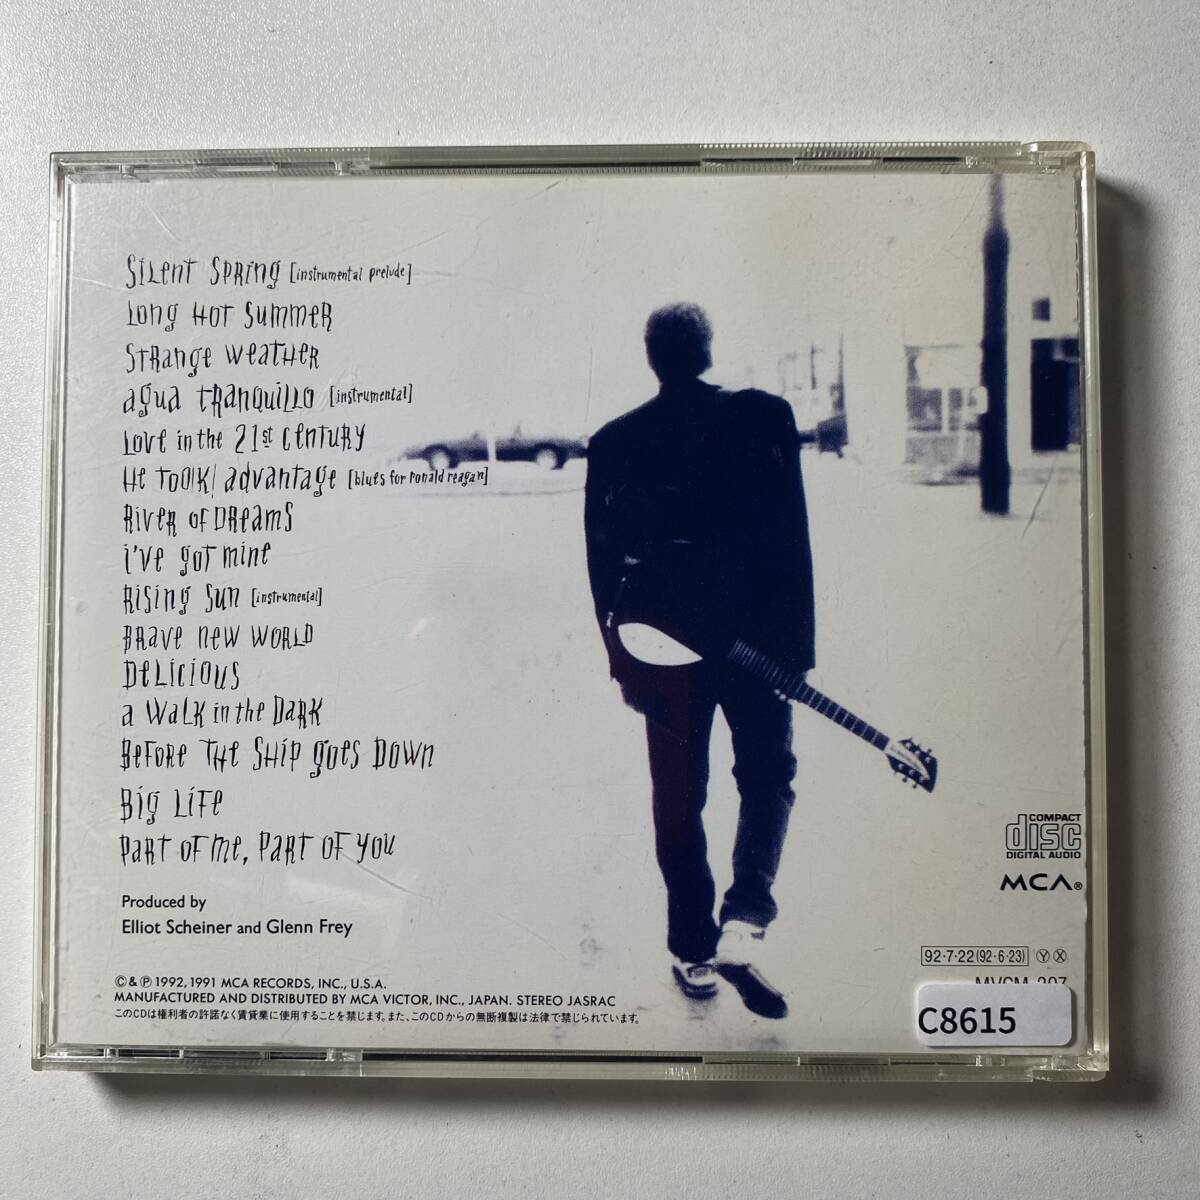 Silent Spring [instrumental prelude]
Long Hot Summer
Strange Weather
Agua Tranquillo [instrumental]
Love in the 21st Century
He Took Advantage [blues for ronald reagan]
River of Dreams
I've Got Mine
Rising Sun [instrumental]
Brave New World
Delicious
A Walk in the Dark
Before the Ship Goes Down
Big Life
Part of Me, Part of You
Produced by
Elliot Scheiner and Glenn Frey
©&℗ 1992, 1991 MCA RECORDS, INC., U.S.A.
MANUFACTURED AND DISTRIBUTED BY MCA VICTOR, INC., JAPAN. STEREO JASRAC
このCDは権利者の許諾なく賃貸業に使用することを禁じます。また、このCDからの無断複製は法律で禁じられています。
COMPACT
disc
DIGITAL AUDIO
MCA®
92·7·22(92·6·23) Ⓨ Ⓧ
C8615